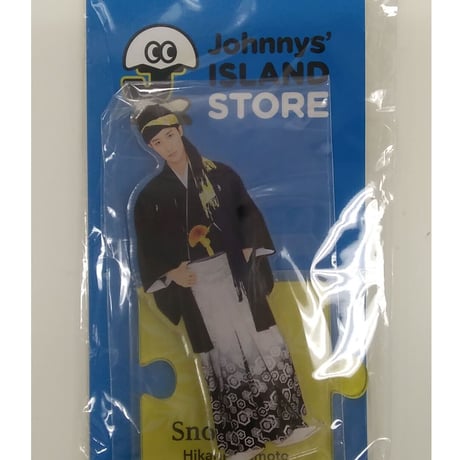 Johnnys'
ISLAND
STORE
Sno
Hika
moto